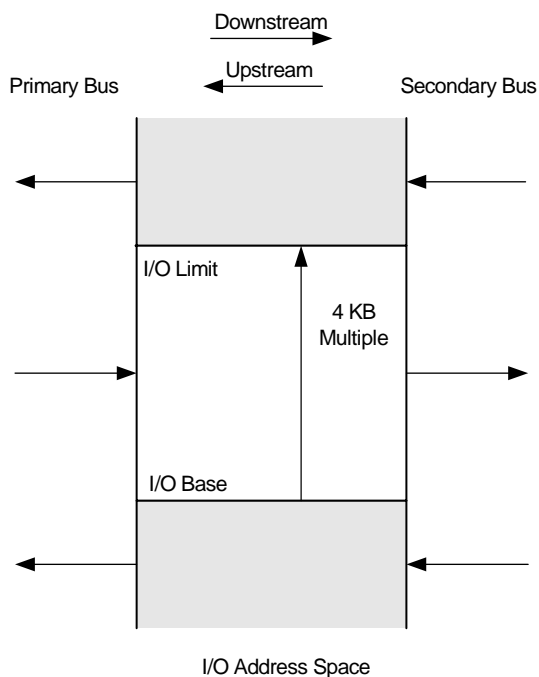 Downstream
Upstream
Primary Bus
Secondary Bus
I/O Limit
4 KB
Multiple
I/O Base
I/O Address Space